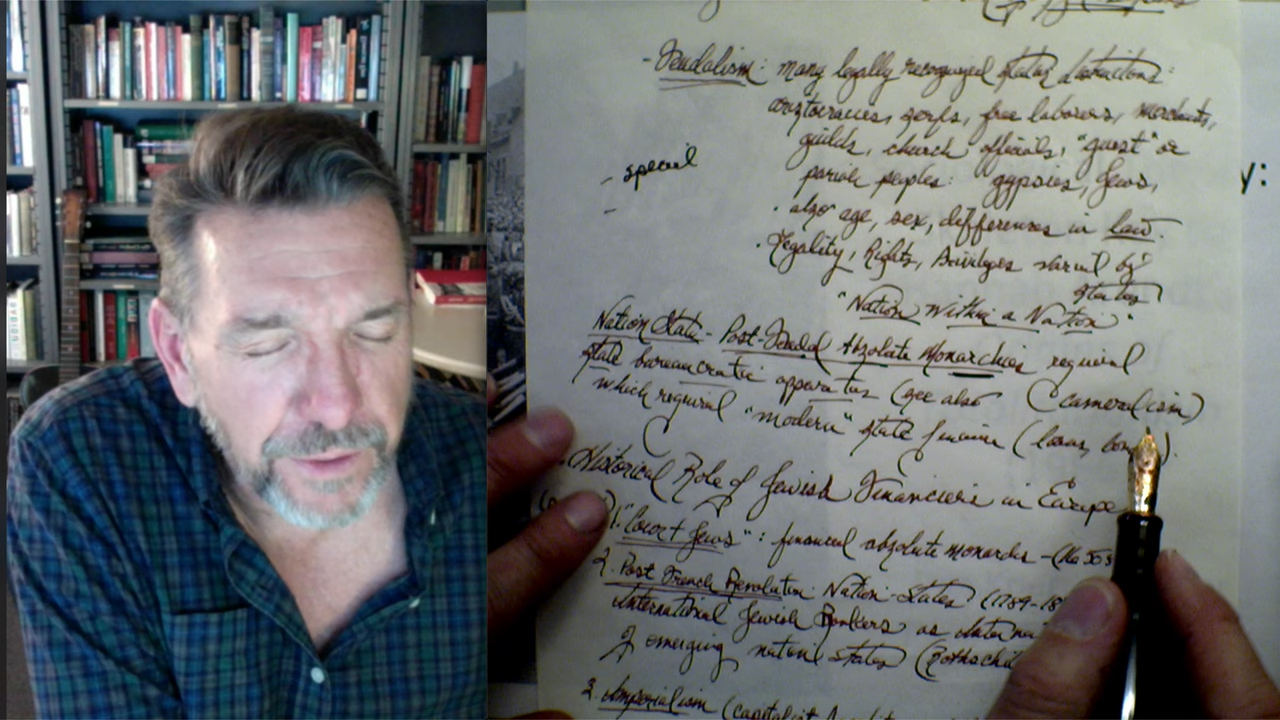 - Feudalism: many legally recognized status distinctions:
aristocracies, serfs, free laborers, merchants,
guilds, church officials, "guest" or
- special
pariah peoples: gypsies, Jews,
-
· also age, sex, differences in law.
· Legality, Rights, Privileges varied by
status
"Nation within a Nation"
Nation State - Post-Feudal Absolute Monarchies required
state bureaucratic apparatus (see also Cameralism)
which required "modern" state finance (loans,
Historical Role of Jewish Financiers in Europe
1. "Court Jews": financed absolute monarchs -
2. Post French Revolution Nation-States (1789-18
International Jewish Bankers as
of emerging nation states (Rothschil
3. Imperialism (capitalist
y: